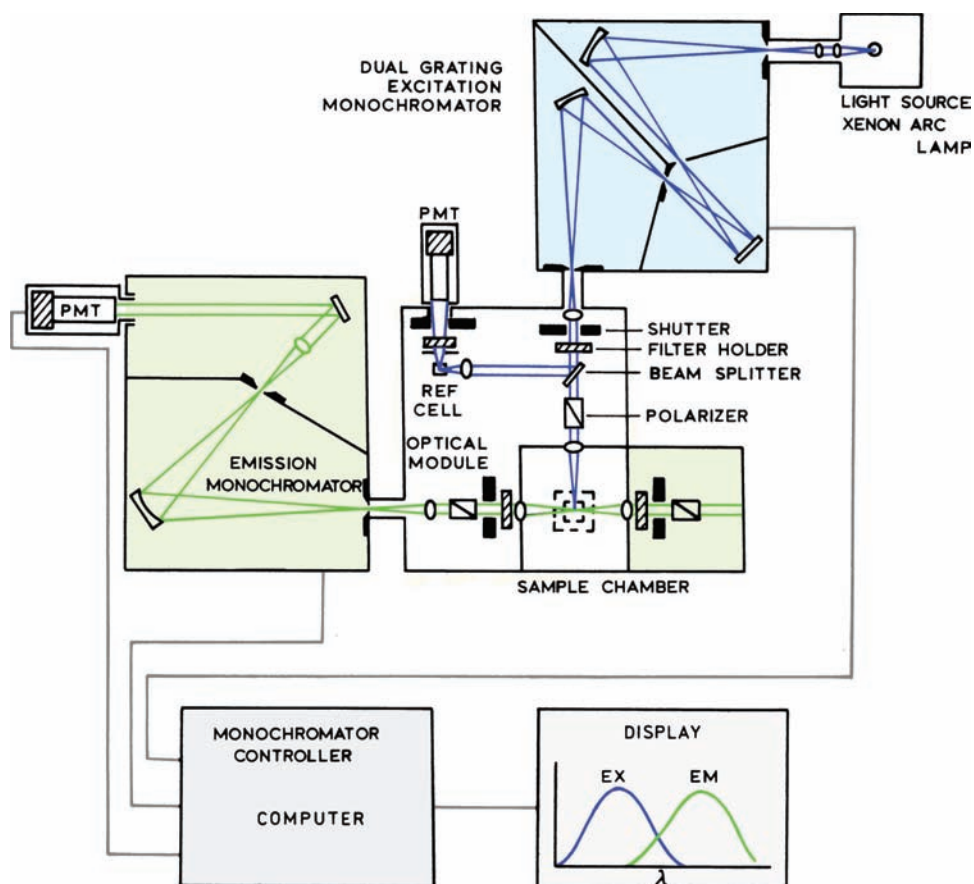 DUAL GRATING
EXCITATION
MONOCHROMATOR
LIGHT SOURCE
XENON ARC
LAMP
PMT
PMT
SHUTTER
FILTER HOLDER
BEAM SPLITTER
REF
CELL
POLARIZER
OPTICAL
MODULE
EMISSION
MONOCHROMATOR
SAMPLE CHAMBER
MONOCHROMATOR
CONTROLLER
COMPUTER
DISPLAY
EX
EM
λ